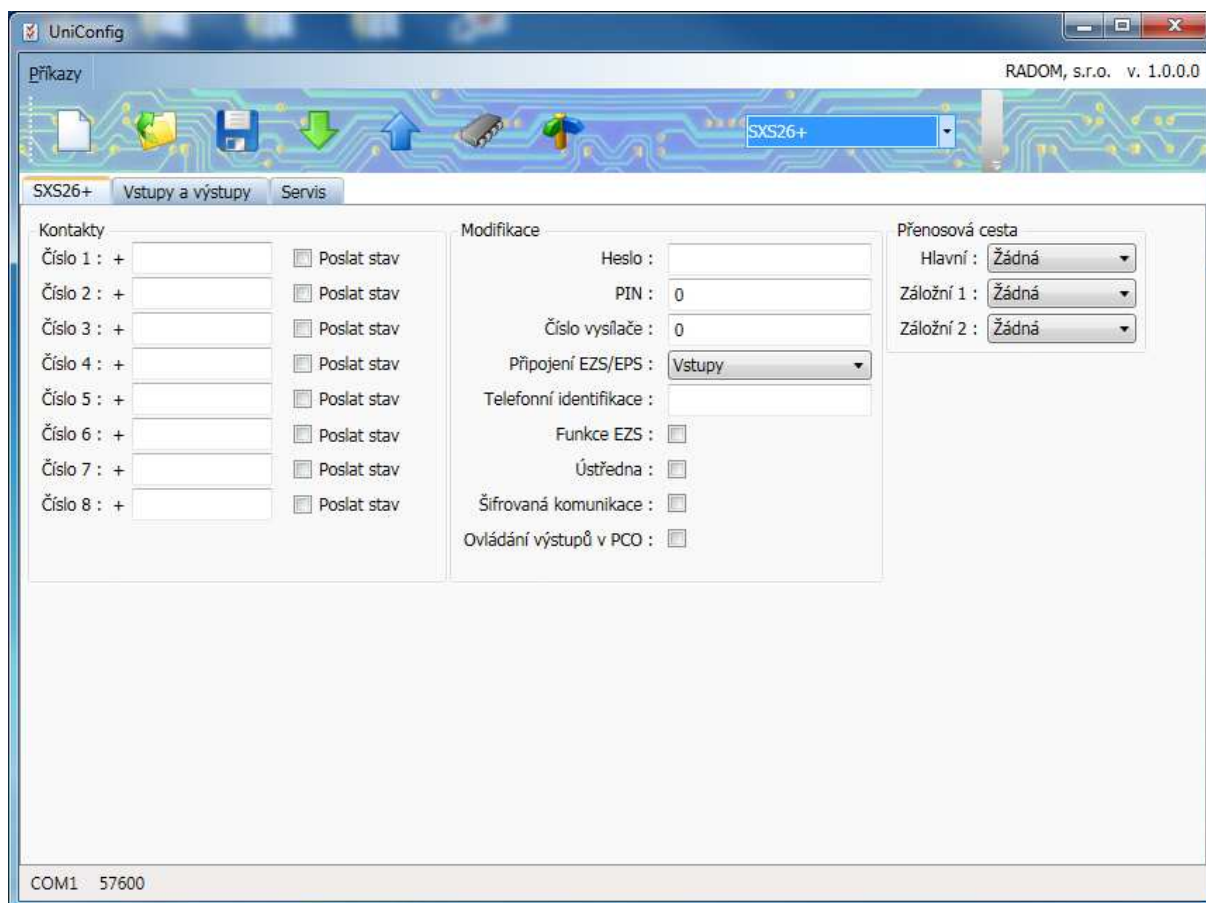 UniConfig
Příkazy
RADOM, s.r.o. v. 1.0.0.0
SXS26+
SXS26+ Vstupy a výstupy Servis
Kontakty
Číslo 1 : + Poslat stav
Číslo 2 : + Poslat stav
Číslo 3 : + Poslat stav
Číslo 4 : + Poslat stav
Číslo 5 : + Poslat stav
Číslo 6 : + Poslat stav
Číslo 7 : + Poslat stav
Číslo 8 : + Poslat stav
Modifikace
Heslo :
PIN : 0
Číslo vysílače : 0
Připojení EZS/EPS : Vstupy
Telefonní identifikace :
Funkce EZS :
Ústředna :
Šifrovaná komunikace :
Ovládání výstupů v PCO :
Přenosová cesta
Hlavní : Žádná
Záložní 1 : Žádná
Záložní 2 : Žádná
COM1 57600